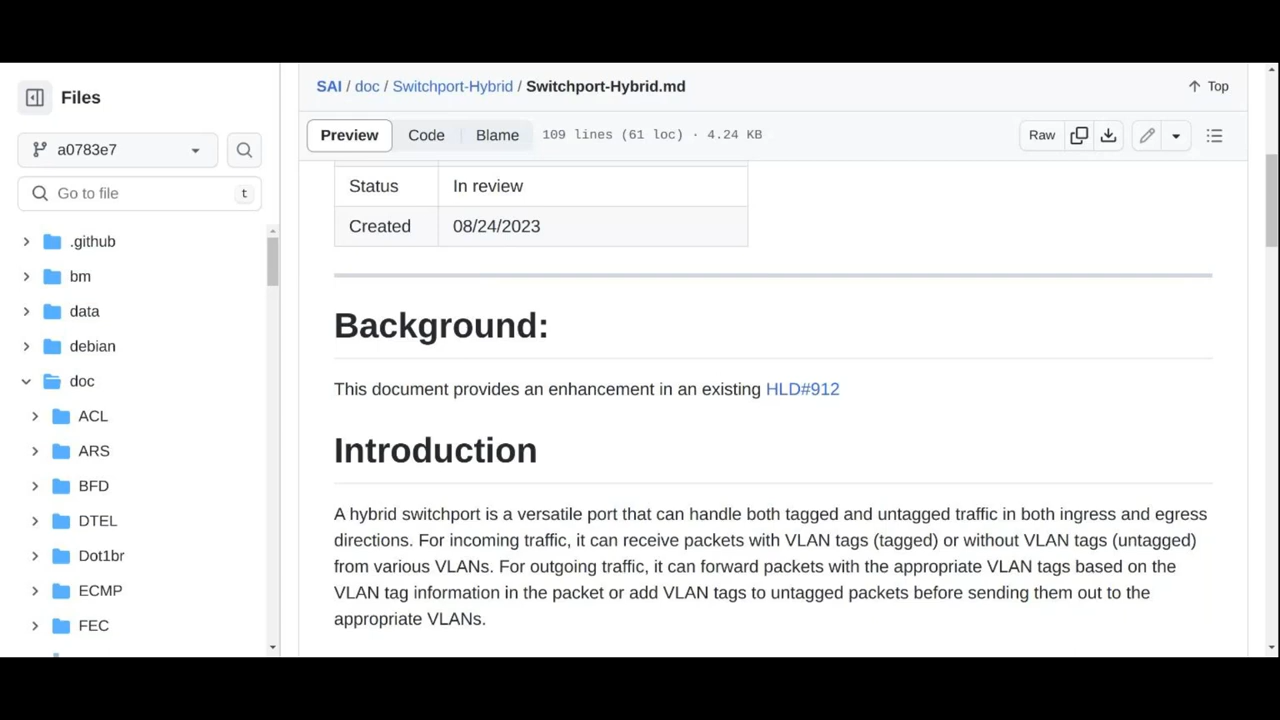 Files
a0783e7
Go to file
t
.github
bm
data
debian
doc
ACL
ARS
BFD
DTEL
Dot1br
ECMP
FEC
SAI / doc / Switchport-Hybrid / Switchport-Hybrid.md
Top
Preview Code Blame 109 lines (61 loc) · 4.24 KB
Raw
Status In review
Created 08/24/2023
Background:
This document provides an enhancement in an existing HLD#912
Introduction
A hybrid switchport is a versatile port that can handle both tagged and untagged traffic in both ingress and egress
directions. For incoming traffic, it can receive packets with VLAN tags (tagged) or without VLAN tags (untagged)
from various VLANs. For outgoing traffic, it can forward packets with the appropriate VLAN tags based on the
VLAN tag information in the packet or add VLAN tags to untagged packets before sending them out to the
appropriate VLANs.